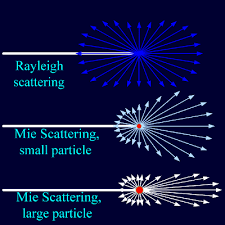 Rayleigh
scattering
Mie Scattering,
small particle
Mie Scattering,
large particle